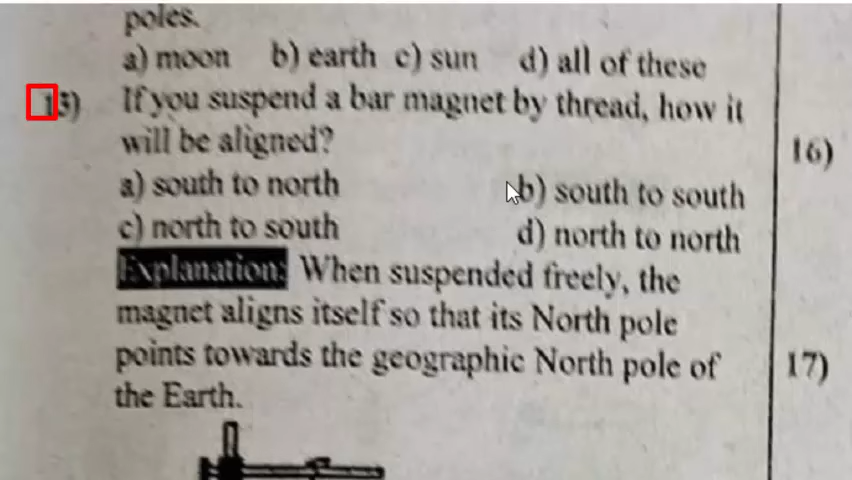 poles.
a) moon b) earth c) sun d) all of these
13) If you suspend a bar magnet by thread, how it
will be aligned?
a) south to north b) south to south
c) north to south d) north to north
Explanation: When suspended freely, the
magnet aligns itself so that its North pole
points towards the geographic North pole of
the Earth.
16)
17)